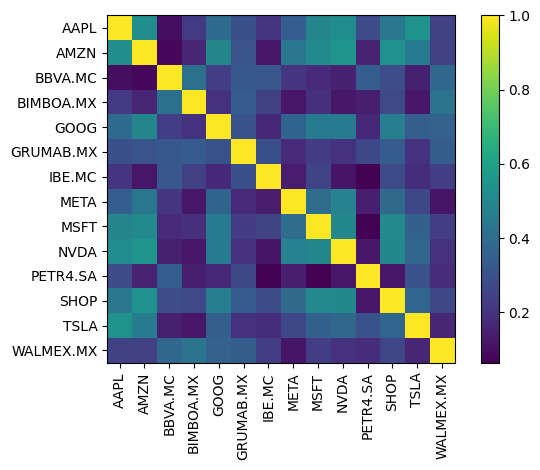 AAPL
AMZN
BBVA.MC
BIMBOA.MX
GOOG
GRUMAB.MX
IBE.MC
META
MSFT
NVDA
PETR4.SA
SHOP
TSLA
WALMEX.MX
AAPL
AMZN
BBVA.MC
BIMBOA.MX
GOOG
GRUMAB.MX
IBE.MC
META
MSFT
NVDA
PETR4.SA
SHOP
TSLA
WALMEX.MX
1.0
0.8
0.6
0.4
0.2